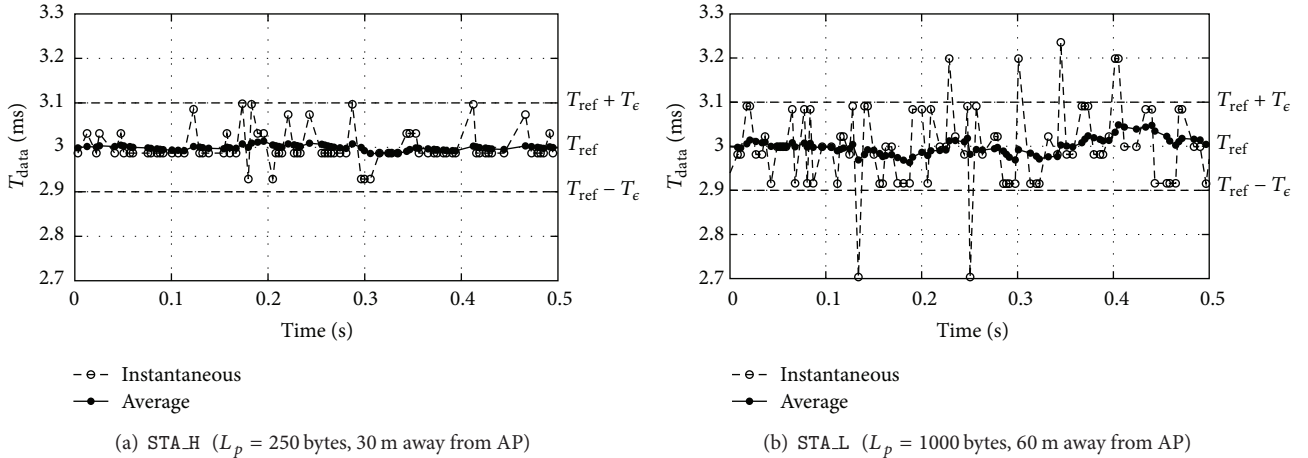 3.3
3.2
3.1
3
2.9
2.8
2.7
T_data (ms)
T_ref + T_ϵ
T_ref
T_ref − T_ϵ
0 0.1 0.2 0.3 0.4 0.5
Time (s)
Instantaneous
Average
(a) STA_H (L_p = 250 bytes, 30 m away from AP)
3.3
3.2
3.1
3
2.9
2.8
2.7
T_data (ms)
T_ref + T_ϵ
T_ref
T_ref − T_ϵ
0 0.1 0.2 0.3 0.4 0.5
Time (s)
Instantaneous
Average
(b) STA_L (L_p = 1000 bytes, 60 m away from AP)